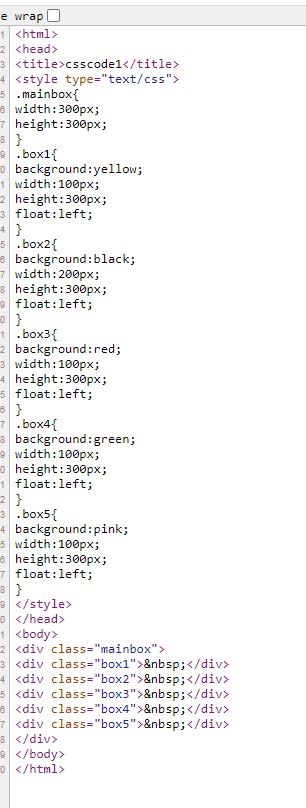 e wrap
1 <html>
2 <head>
3 <title>csscode1</title>
4 <style type="text/css">
5 .mainbox{
6 width:300px;
7 height:300px;
8 }
9 .box1{
0 background:yellow;
1 width:100px;
2 height:300px;
3 float:left;
4 }
5 .box2{
6 background:black;
7 width:200px;
8 height:300px;
9 float:left;
0 }
1 .box3{
2 background:red;
3 width:100px;
4 height:300px;
5 float:left;
6 }
7 .box4{
8 background:green;
9 width:100px;
0 height:300px;
1 float:left;
2 }
3 .box5{
4 background:pink;
5 width:100px;
6 height:300px;
7 float:left;
8 }
9 </style>
0 </head>
1 <body>
2 <div class="mainbox">
3 <div class="box1">&nbsp;</div>
4 <div class="box2">&nbsp;</div>
5 <div class="box3">&nbsp;</div>
6 <div class="box4">&nbsp;</div>
7 <div class="box5">&nbsp;</div>
8 </div>
9 </body>
0 </html>